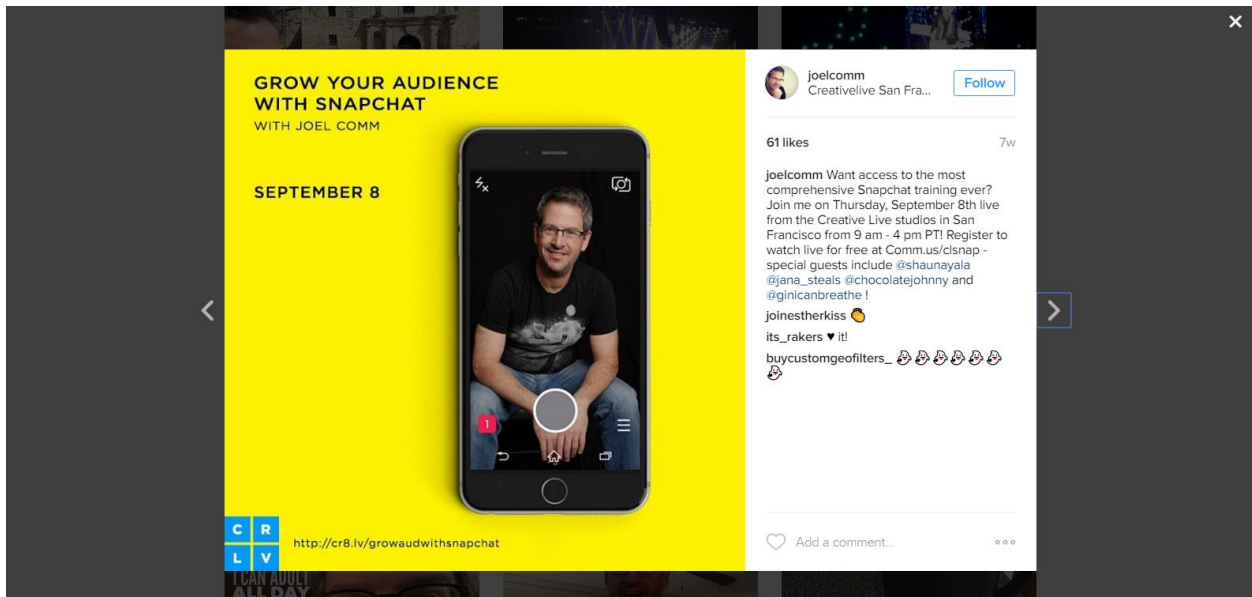 GROW YOUR AUDIENCE
WITH SNAPCHAT
WITH JOEL COMM
SEPTEMBER 8
1
C R
L V
http://cr8.lv/growaudwithsnapchat
joelcomm
Creativelive San Fra...
Follow
61 likes
7w
joelcomm Want access to the most
comprehensive Snapchat training ever?
Join me on Thursday, September 8th live
from the Creative Live studios in San
Francisco from 9 am - 4 pm PT! Register to
watch live for free at Comm.us/clsnap -
special guests include @shaunayala
@jana_steals @chocolatejohnny and
@ginicanbreathe !
joinestherkiss 👏
its_rakers ♥ it!
buycustomgeofilters_ 👻👻👻👻👻👻
👻
Add a comment...
I CAN ADULT
ALL DAY